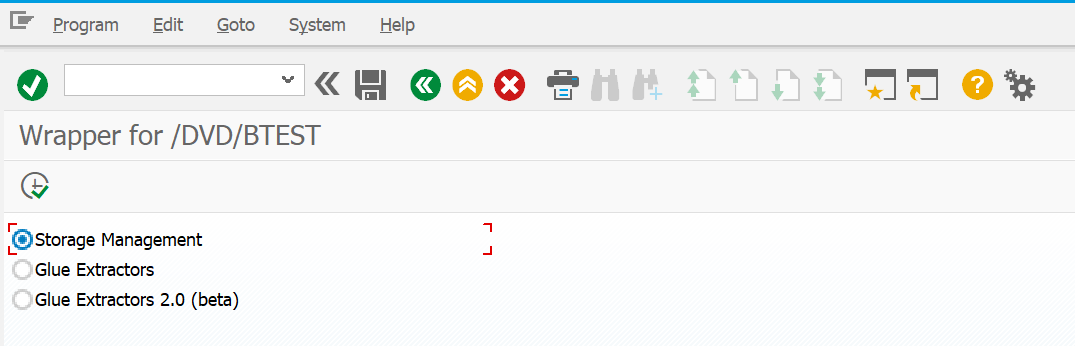 Program Edit Goto System Help
Wrapper for /DVD/BTEST
Storage Management
Glue Extractors
Glue Extractors 2.0 (beta)